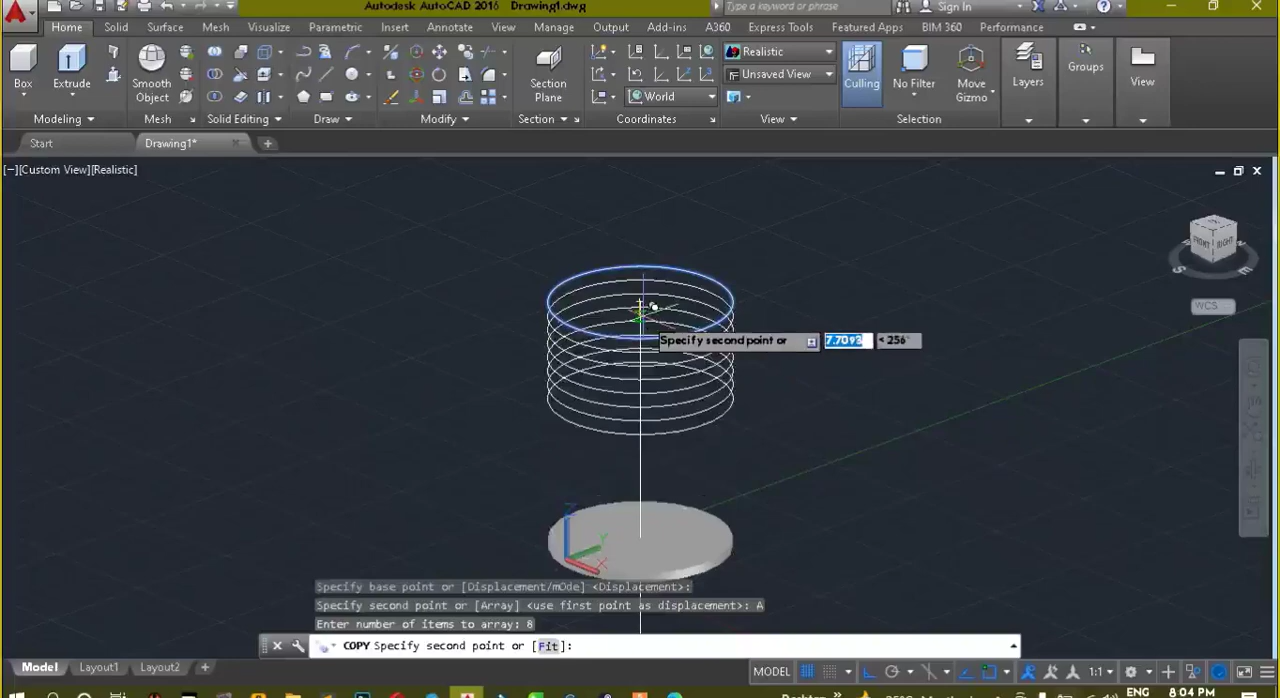 Autodesk AutoCAD 2016 Drawing1.dwg
Type a keyword or phrase
Sign In
Home Solid Surface Mesh Visualize Parametric Insert Annotate View Manage Output Add-ins A360 Express Tools Featured Apps BIM 360 Performance
Realistic
Unsaved View
World
Box Extrude Smooth Object Section Plane Culling No Filter Move Gizmo Layers Groups View
Modeling Mesh Solid Editing Draw Modify Section Coordinates View Selection
Start Drawing1* +
[−][Custom View][Realistic]
FRONT RIGHT
S E
WCS
Specify second point or 7.7093 < 256°
Z
Y
X
Specify base point or [Displacement/mOde] <Displacement>:
Specify second point or [Array] <use first point as displacement>: A
Enter number of items to array: 8
COPY Specify second point or [Fit]:
Model Layout1 Layout2 +
MODEL 1:1
ENG 8:04 PM